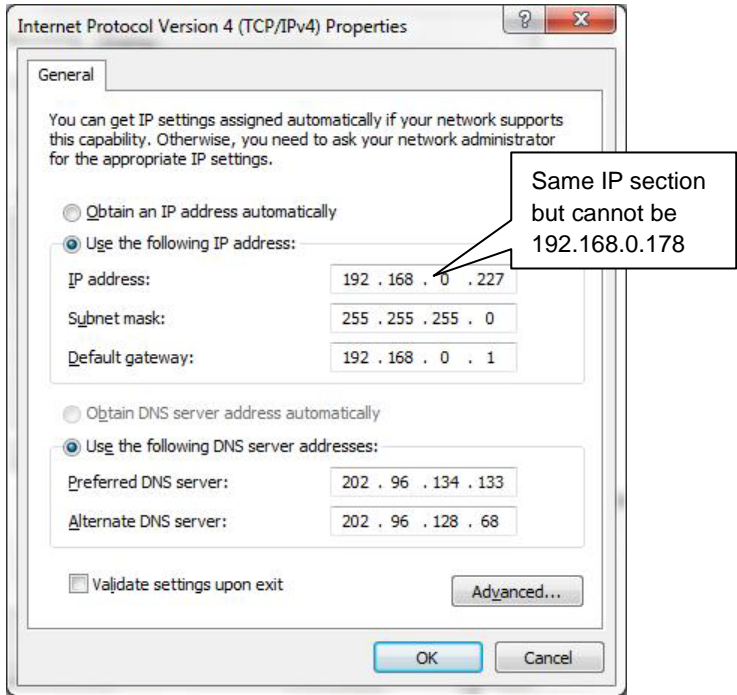 Internet Protocol Version 4 (TCP/IPv4) Properties
General
You can get IP settings assigned automatically if your network supports
this capability. Otherwise, you need to ask your network administrator
for the appropriate IP settings.
Same IP section
but cannot be
192.168.0.178
Obtain an IP address automatically
Use the following IP address:
IP address: 192 . 168 . 0 . 227
Subnet mask: 255 . 255 . 255 . 0
Default gateway: 192 . 168 . 0 . 1
Obtain DNS server address automatically
Use the following DNS server addresses:
Preferred DNS server: 202 . 96 . 134 . 133
Alternate DNS server: 202 . 96 . 128 . 68
Validate settings upon exit
Advanced...
OK Cancel